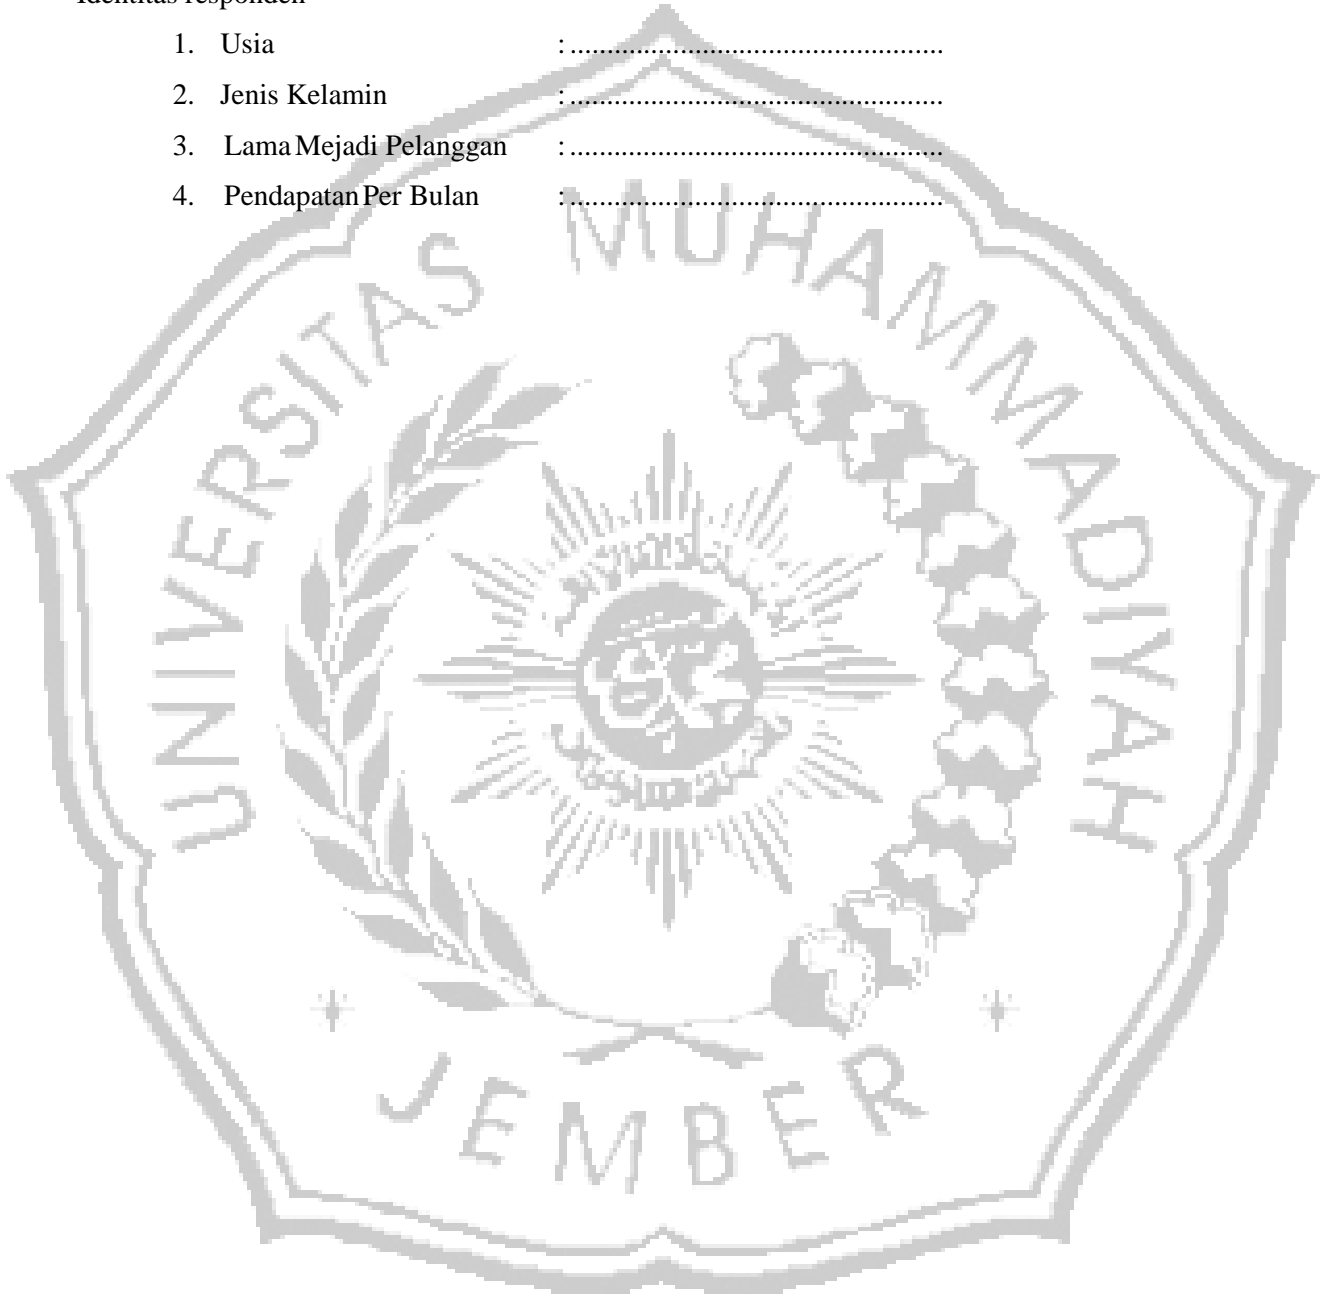 Identitas responden
1. Usia : ..................................................
2. Jenis Kelamin : ..................................................
3. Lama Mejadi Pelanggan : ..................................................
4. Pendapatan Per Bulan : ..................................................
UNIVERSITAS MUHAMMADIYAH
JEMBER